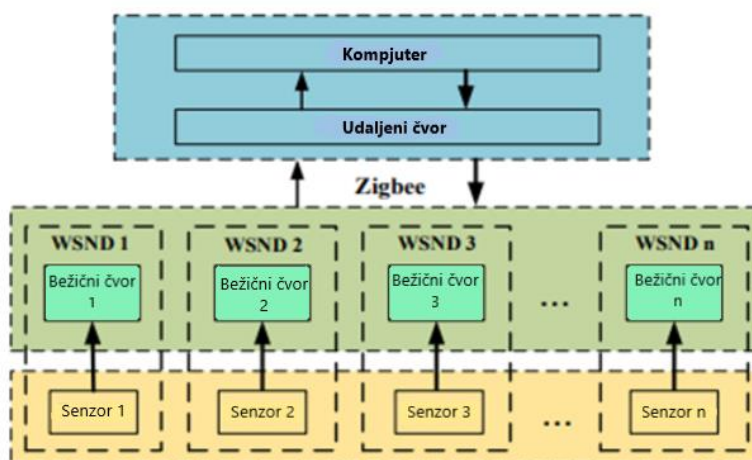 Kompjuter
Udaljeni čvor
Zigbee
WSND 1
WSND 2
WSND 3
WSND n
Bežični čvor
1
Bežični čvor
2
Bežični čvor
3
...
Bežični čvor
n
Senzor 1
Senzor 2
Senzor 3
...
Senzor n